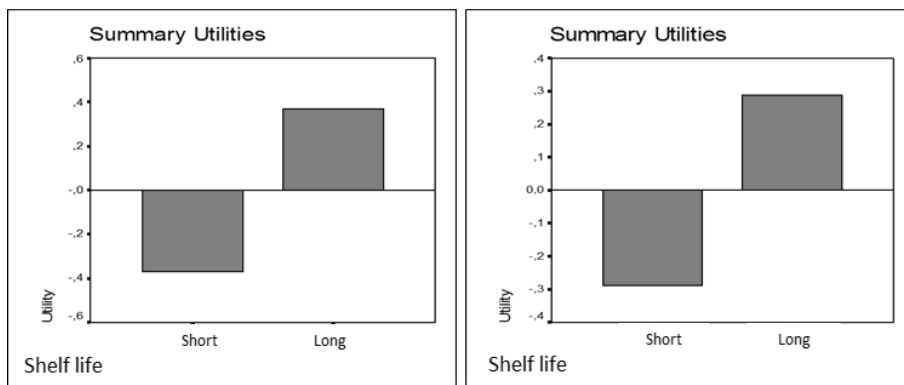 Summary Utilities
,6
,4
,2
-,0
-,2
-,4
-,6
Utility
Short Long
Shelf life
Summary Utilities
,4
,3
,2
,1
0,0
-,1
-,2
-,3
-,4
Utility
Short Long
Shelf life